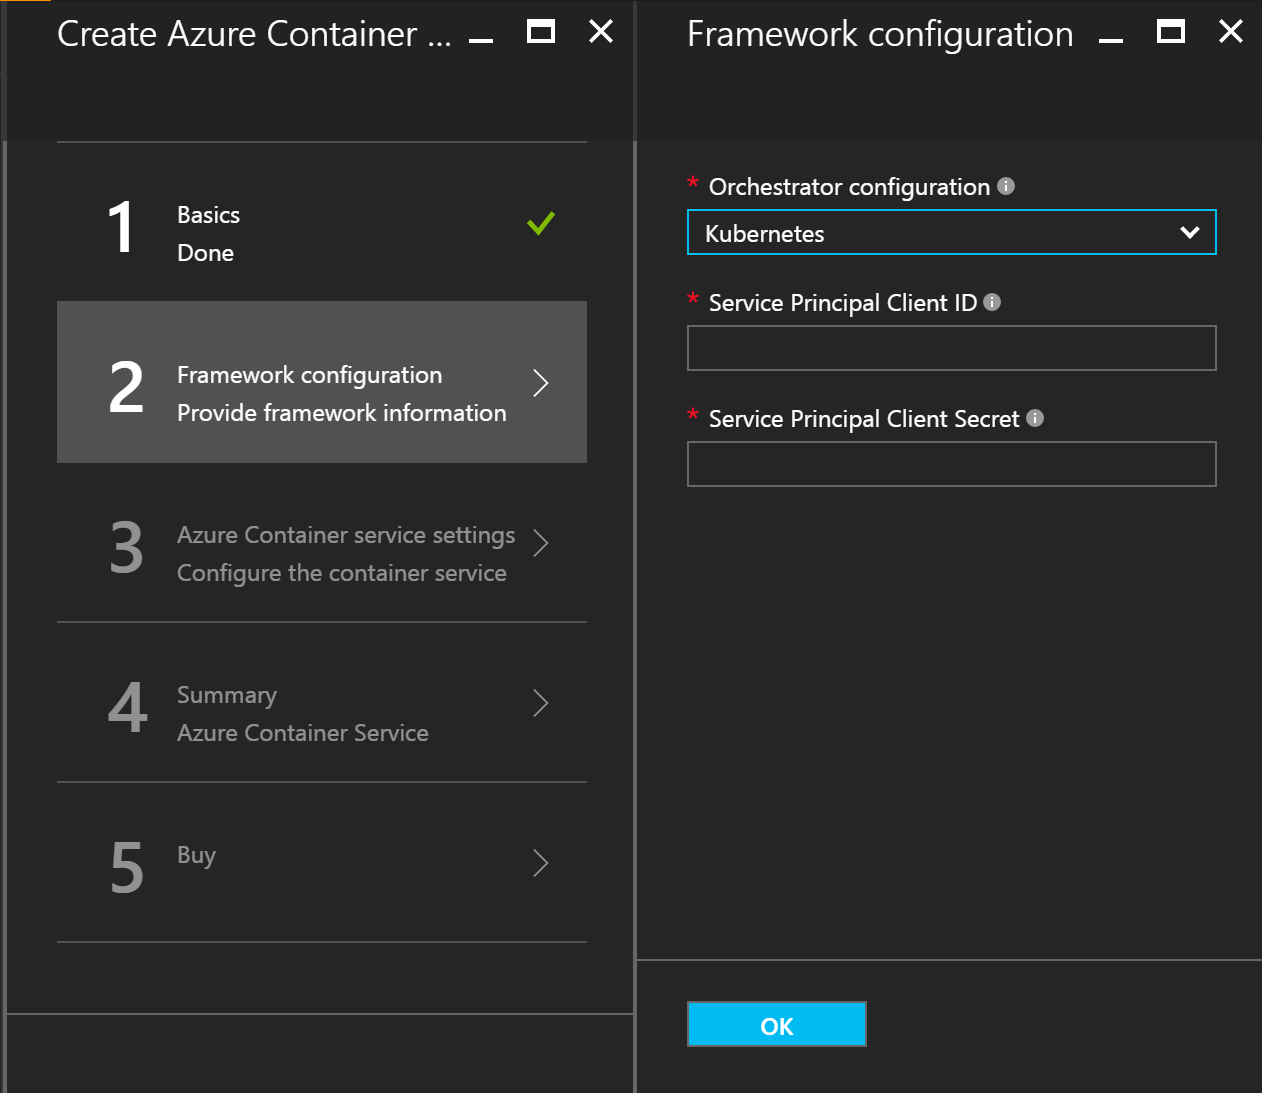 Create Azure Container ...
1
Basics
Done
2
Framework configuration
Provide framework information
3
Azure Container service settings
Configure the container service
4
Summary
Azure Container Service
5
Buy
Framework configuration
* Orchestrator configuration
Kubernetes
* Service Principal Client ID
* Service Principal Client Secret
OK